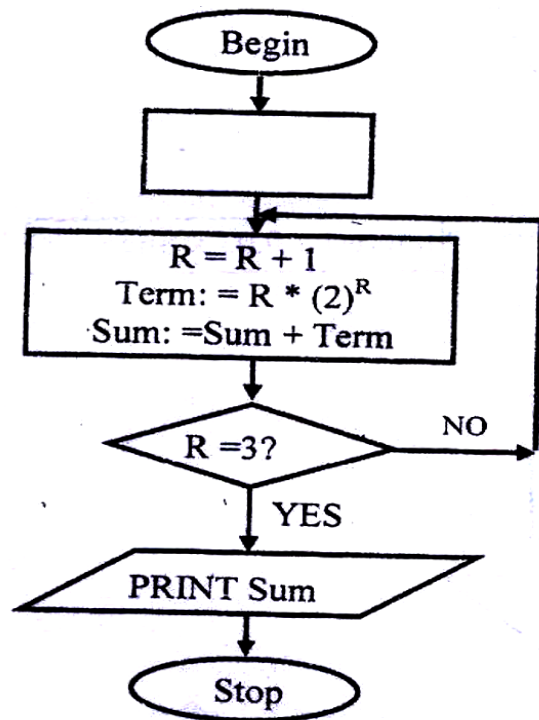 Begin
R = R + 1
Term: = R * (2)^R
Sum: =Sum + Term
R =3?
NO
YES
PRINT Sum
Stop